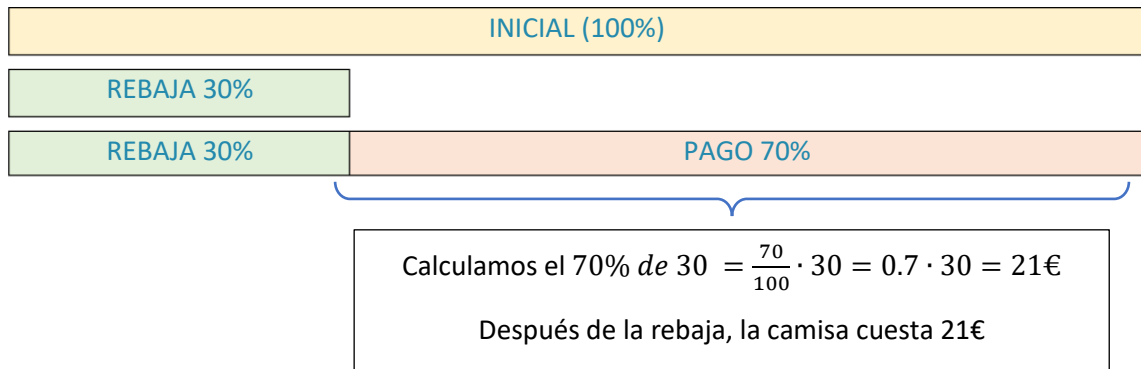 INICIAL (100%)
REBAJA 30%
REBAJA 30% PAGO 70%
Calculamos el 70% de 30 = 70/100 · 30 = 0.7 · 30 = 21€
Después de la rebaja, la camisa cuesta 21€